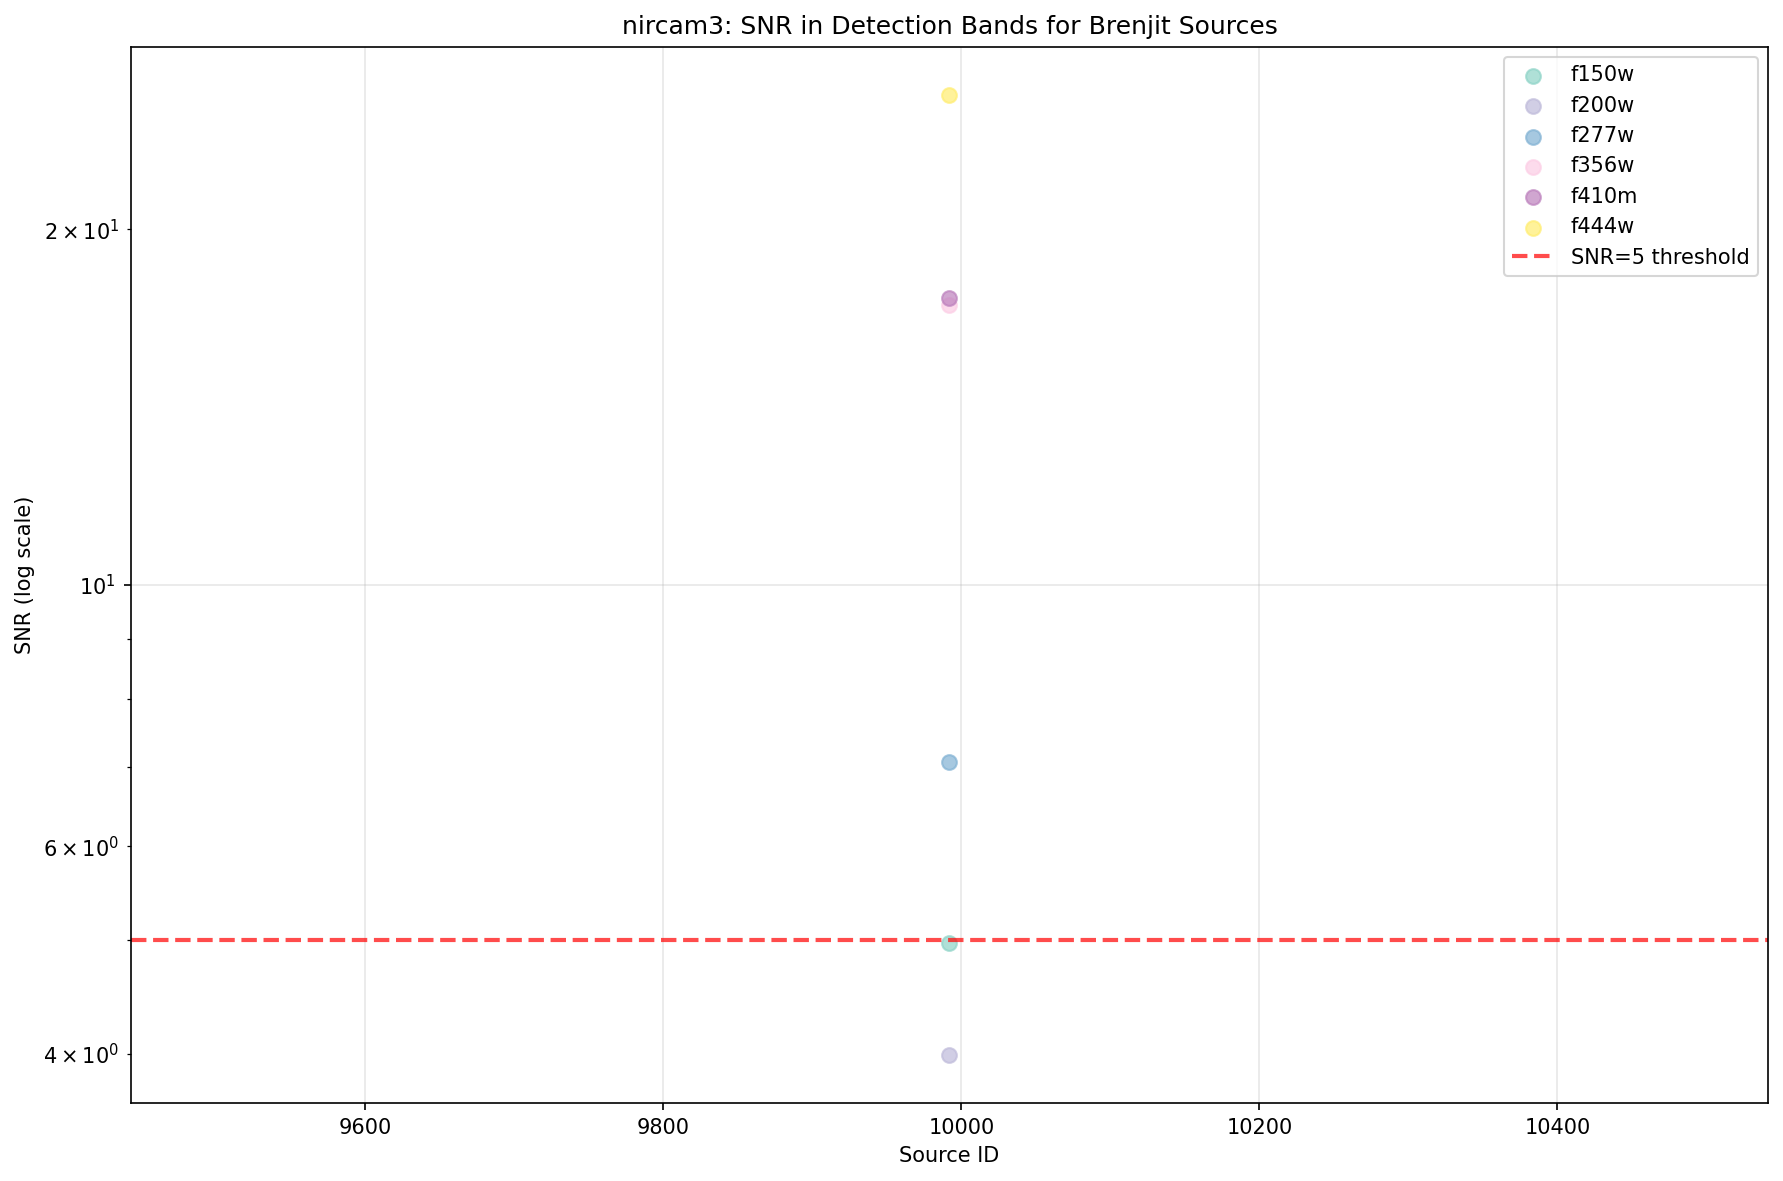 nircam3: SNR in Detection Bands for Brenjit Sources
f150w
f200w
f277w
f356w
f410m
f444w
SNR=5 threshold
SNR (log scale)
2 × 10¹
10¹
6 × 10⁰
4 × 10⁰
9600 9800 10000 10200 10400
Source ID